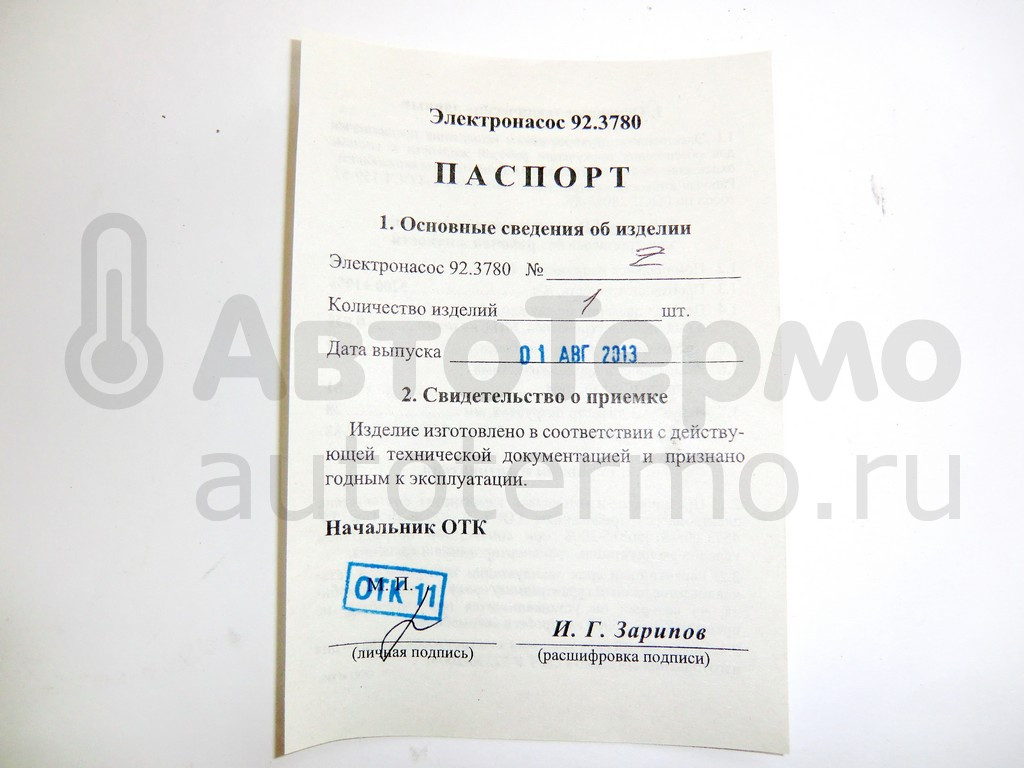 Электронасос 92.3780
ПАСПОРТ
1. Основные сведения об изделии
Электронасос 92.3780 №
Количество изделий 1 шт.
Дата выпуска 01 АВГ 2013
АвтоТермо
2. Свидетельство о приемке
Изделие изготовлено в соответствии с действу-
ющей технической документацией и признано
годным к эксплуатации.
autotermo.ru
Начальник ОТК
М. П.
ОТК 11
И. Г. Зарипов
(личная подпись) (расшифровка подписи)